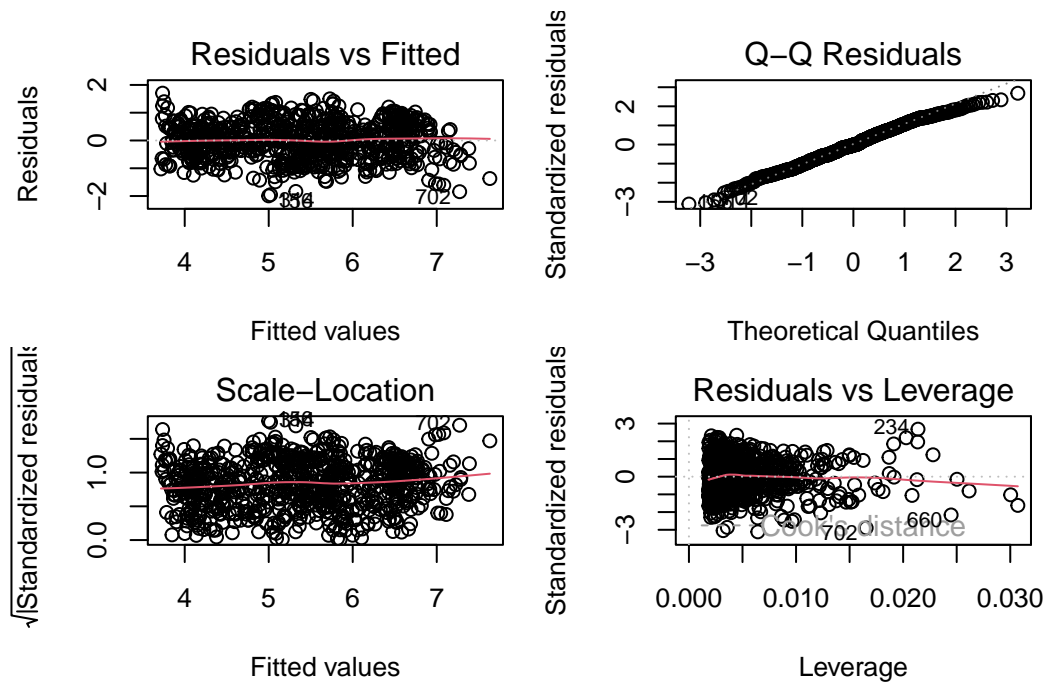 Residuals vs Fitted
Residuals
2
0
−2
702
4 5 6 7
Fitted values
Q−Q Residuals
Standardized residuals
2
0
−3
−3 −1 0 1 2 3
Theoretical Quantiles
Scale−Location
√|Standardized residuals
1.0
0.0
702
4 5 6 7
Fitted values
Residuals vs Leverage
Standardized residuals
3
0
−3
234
660
702
Cook's distance
0.000 0.010 0.020 0.030
Leverage